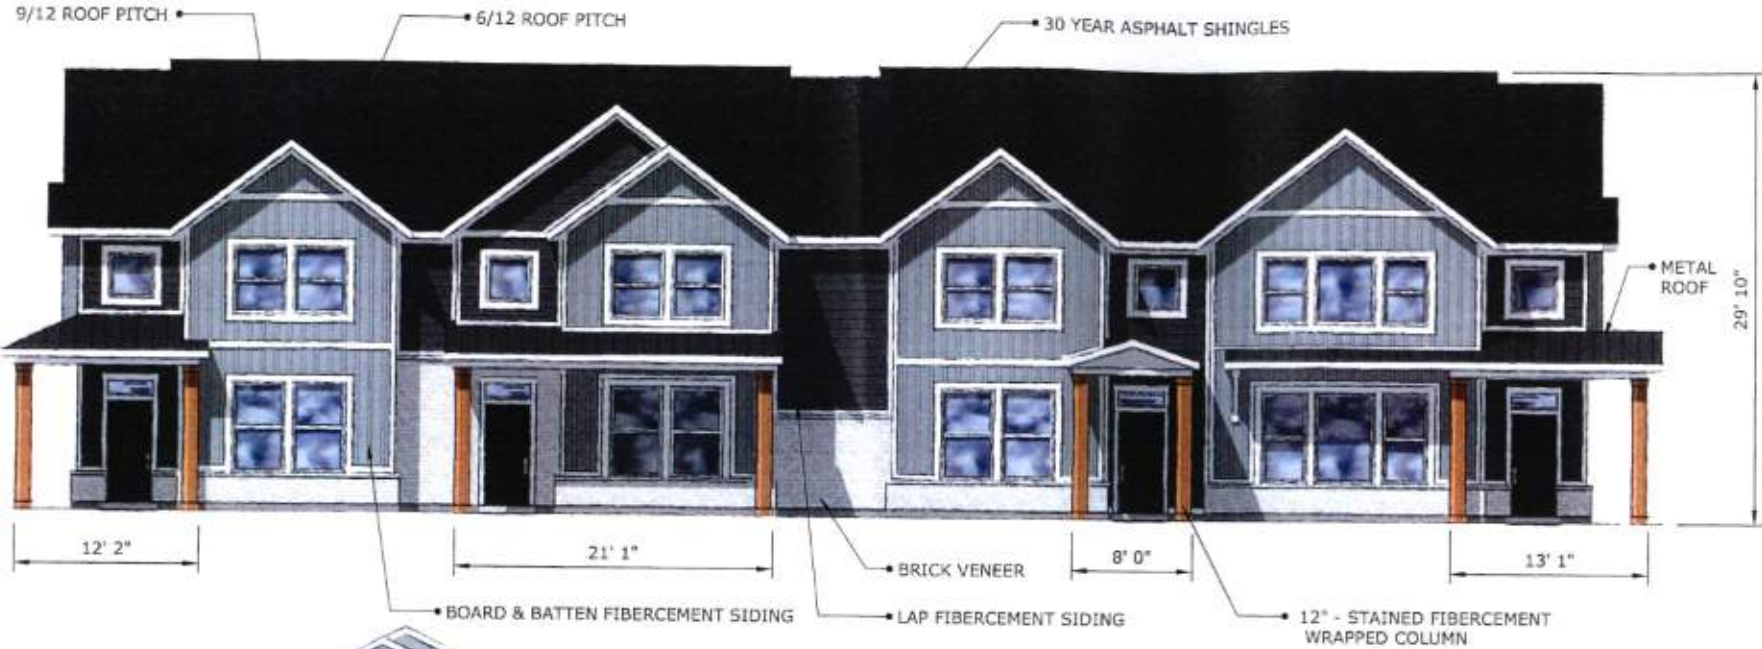 9/12 ROOF PITCH
6/12 ROOF PITCH
30 YEAR ASPHALT SHINGLES
METAL
ROOF
29' 10"
12' 2"
21' 1"
8' 0"
13' 1"
BRICK VENEER
BOARD & BATTEN FIBERCEMENT SIDING
LAP FIBERCEMENT SIDING
12" - STAINED FIBERCEMENT
WRAPPED COLUMN